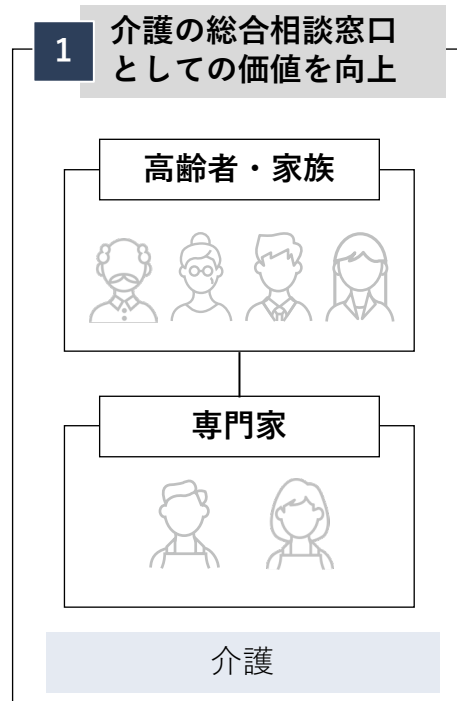 1
介護の総合相談窓口
としての価値を向上
高齢者・家族
専門家
介護